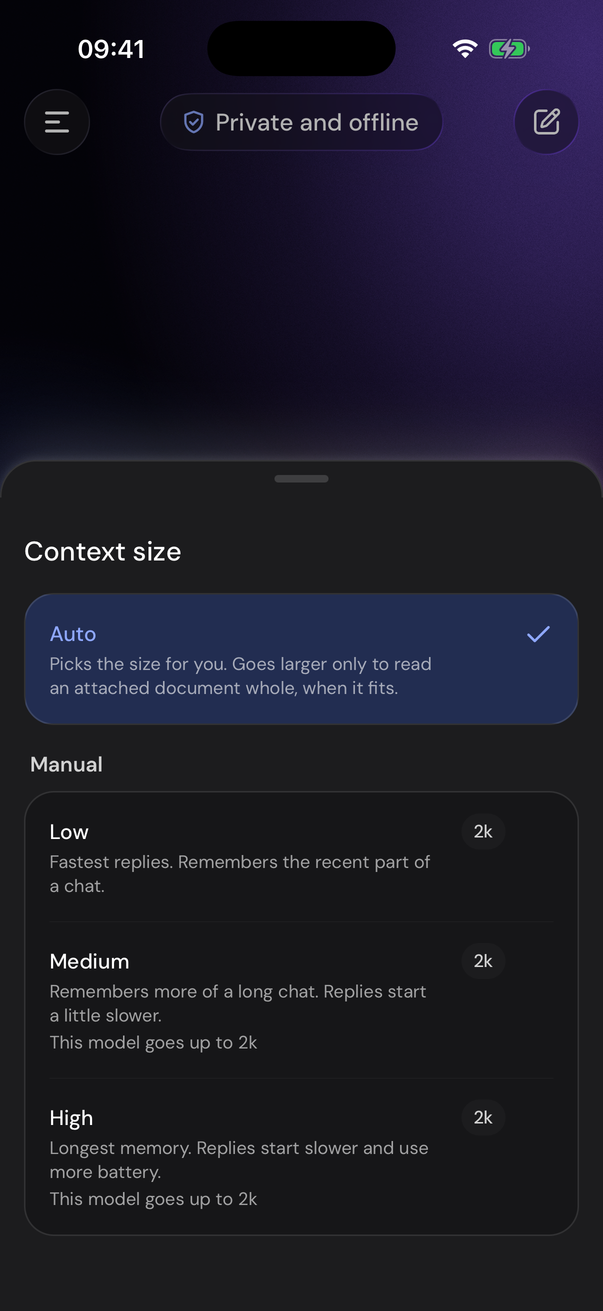 09:41
Private and offline
Context size
Auto
Picks the size for you. Goes larger only to read
an attached document whole, when it fits.
Manual
Low
2k
Fastest replies. Remembers the recent part of
a chat.
Medium
2k
Remembers more of a long chat. Replies start
a little slower.
This model goes up to 2k
High
2k
Longest memory. Replies start slower and use
more battery.
This model goes up to 2k